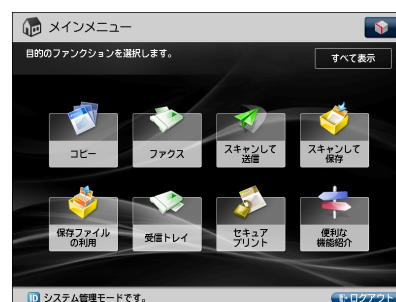 メインメニュー
目的のファンクションを選択します。
すべて表示
コピー
ファクス
スキャンして
送信
スキャンして
保存
保存ファイル
の利用
受信トレイ
セキュア
プリント
便利な
機能紹介
ID システム管理モードです。
ログアウト